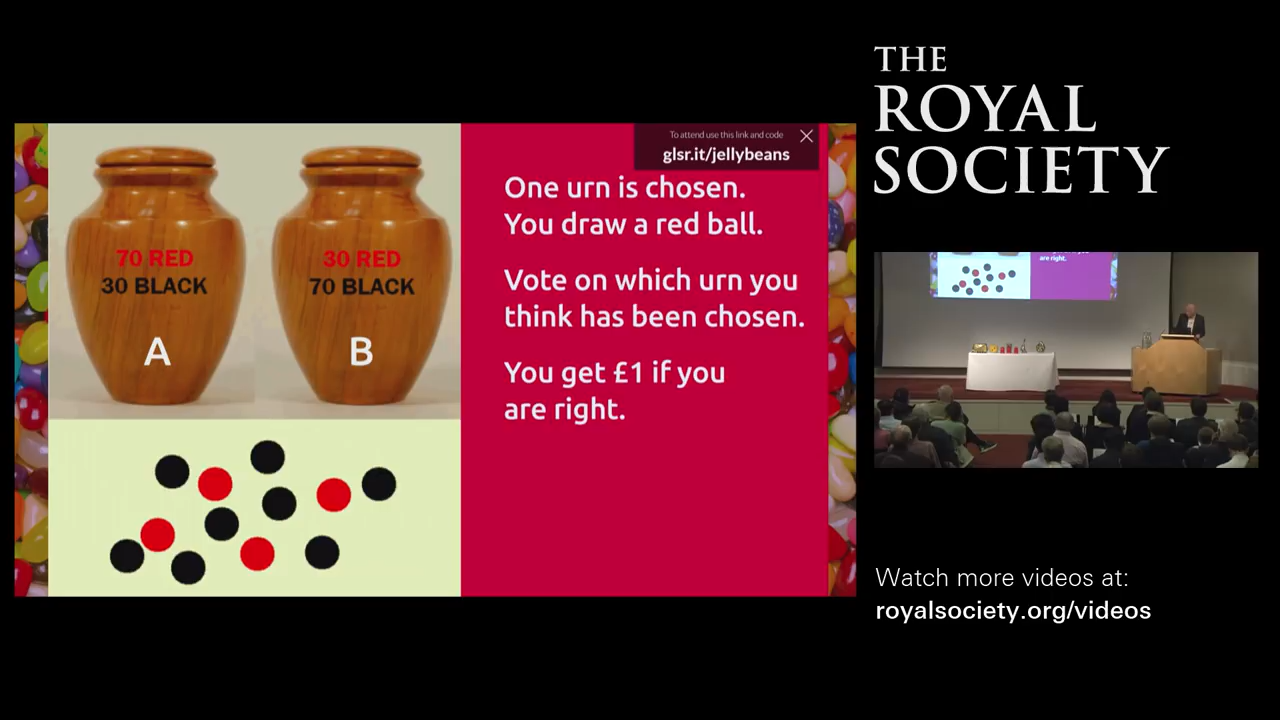 70 RED
30 BLACK
A
30 RED
70 BLACK
B
To attend use this link and code
glsr.it/jellybeans
One urn is chosen.
You draw a red ball.
Vote on which urn you
think has been chosen.
You get £1 if you
are right.
THE
ROYAL
SOCIETY
are right.
Watch more videos at:
royalsociety.org/videos